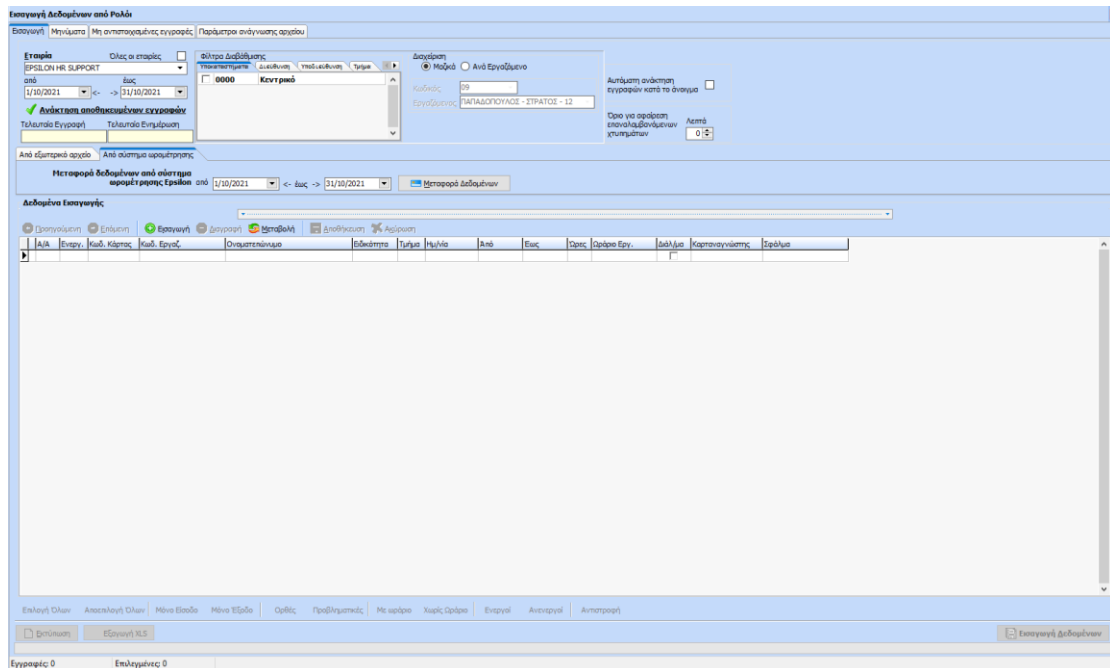 Εισαγωγή Δεδομένων από Ρολόι
Εισαγωγή Μηνύματα Μη αντιστοιχισμένες εγγραφές Παράμετροι ανάγνωσης αρχείου
Εταιρία Όλες οι εταιρίες
EPSILON HR SUPPORT
από έως
1/10/2021 <- -> 31/10/2021
Ανάκτηση αποθηκευμένων εγγραφών
Τελευταία Εγγραφή Τελευταία Ενημέρωση
Φίλτρα Διαβάθμισης
Υποκαταστήματα Διεύθυνση Υποδιεύθυνση Τμήμα
0000 Κεντρικό
Διαχείριση
Μαζικά Ανά Εργαζόμενο
Κωδικός 09
Εργαζόμενος ΠΑΠΑΔΟΠΟΥΛΟΣ - ΣΤΡΑΤΟΣ - 12
Αυτόματη ανάκτηση
εγγραφών κατά το άνοιγμα
Όριο για αφαίρεση
επαναλαμβανόμενων
χτυπημάτων
Λεπτά
0
Από εξωτερικό αρχείο Από σύστημα ωρομέτρησης
Μεταφορά δεδομένων από σύστημα
ωρομέτρησης Epsilon από 1/10/2021 <- έως -> 31/10/2021 Μεταφορά Δεδομένων
Δεδομένα Εισαγωγής
Προηγούμενη Επόμενη Εισαγωγή Διαγραφή Μεταβολή Αποθήκευση Ακύρωση
Α/Α Ενεργ. Κωδ. Κάρτας Κωδ. Εργαζ. Ονοματεπώνυμο Ειδικότητα Τμήμα Ημ/νία Από Εως Ώρες Ωράριο Εργ. Διάλ/μα Καρταναγνώστης Σφάλμα
Επιλογή Όλων Αποεπιλογή Όλων Μόνο Είσοδο Μόνο Έξοδο Ορθές Προβληματικές Με ωράριο Χωρίς Ωράριο Ενεργοί Ανενεργοί Αντιστροφή
Εκτύπωση Εξαγωγή XLS Εισαγωγή Δεδομένων
Εγγραφές: 0 Επιλεγμένες: 0